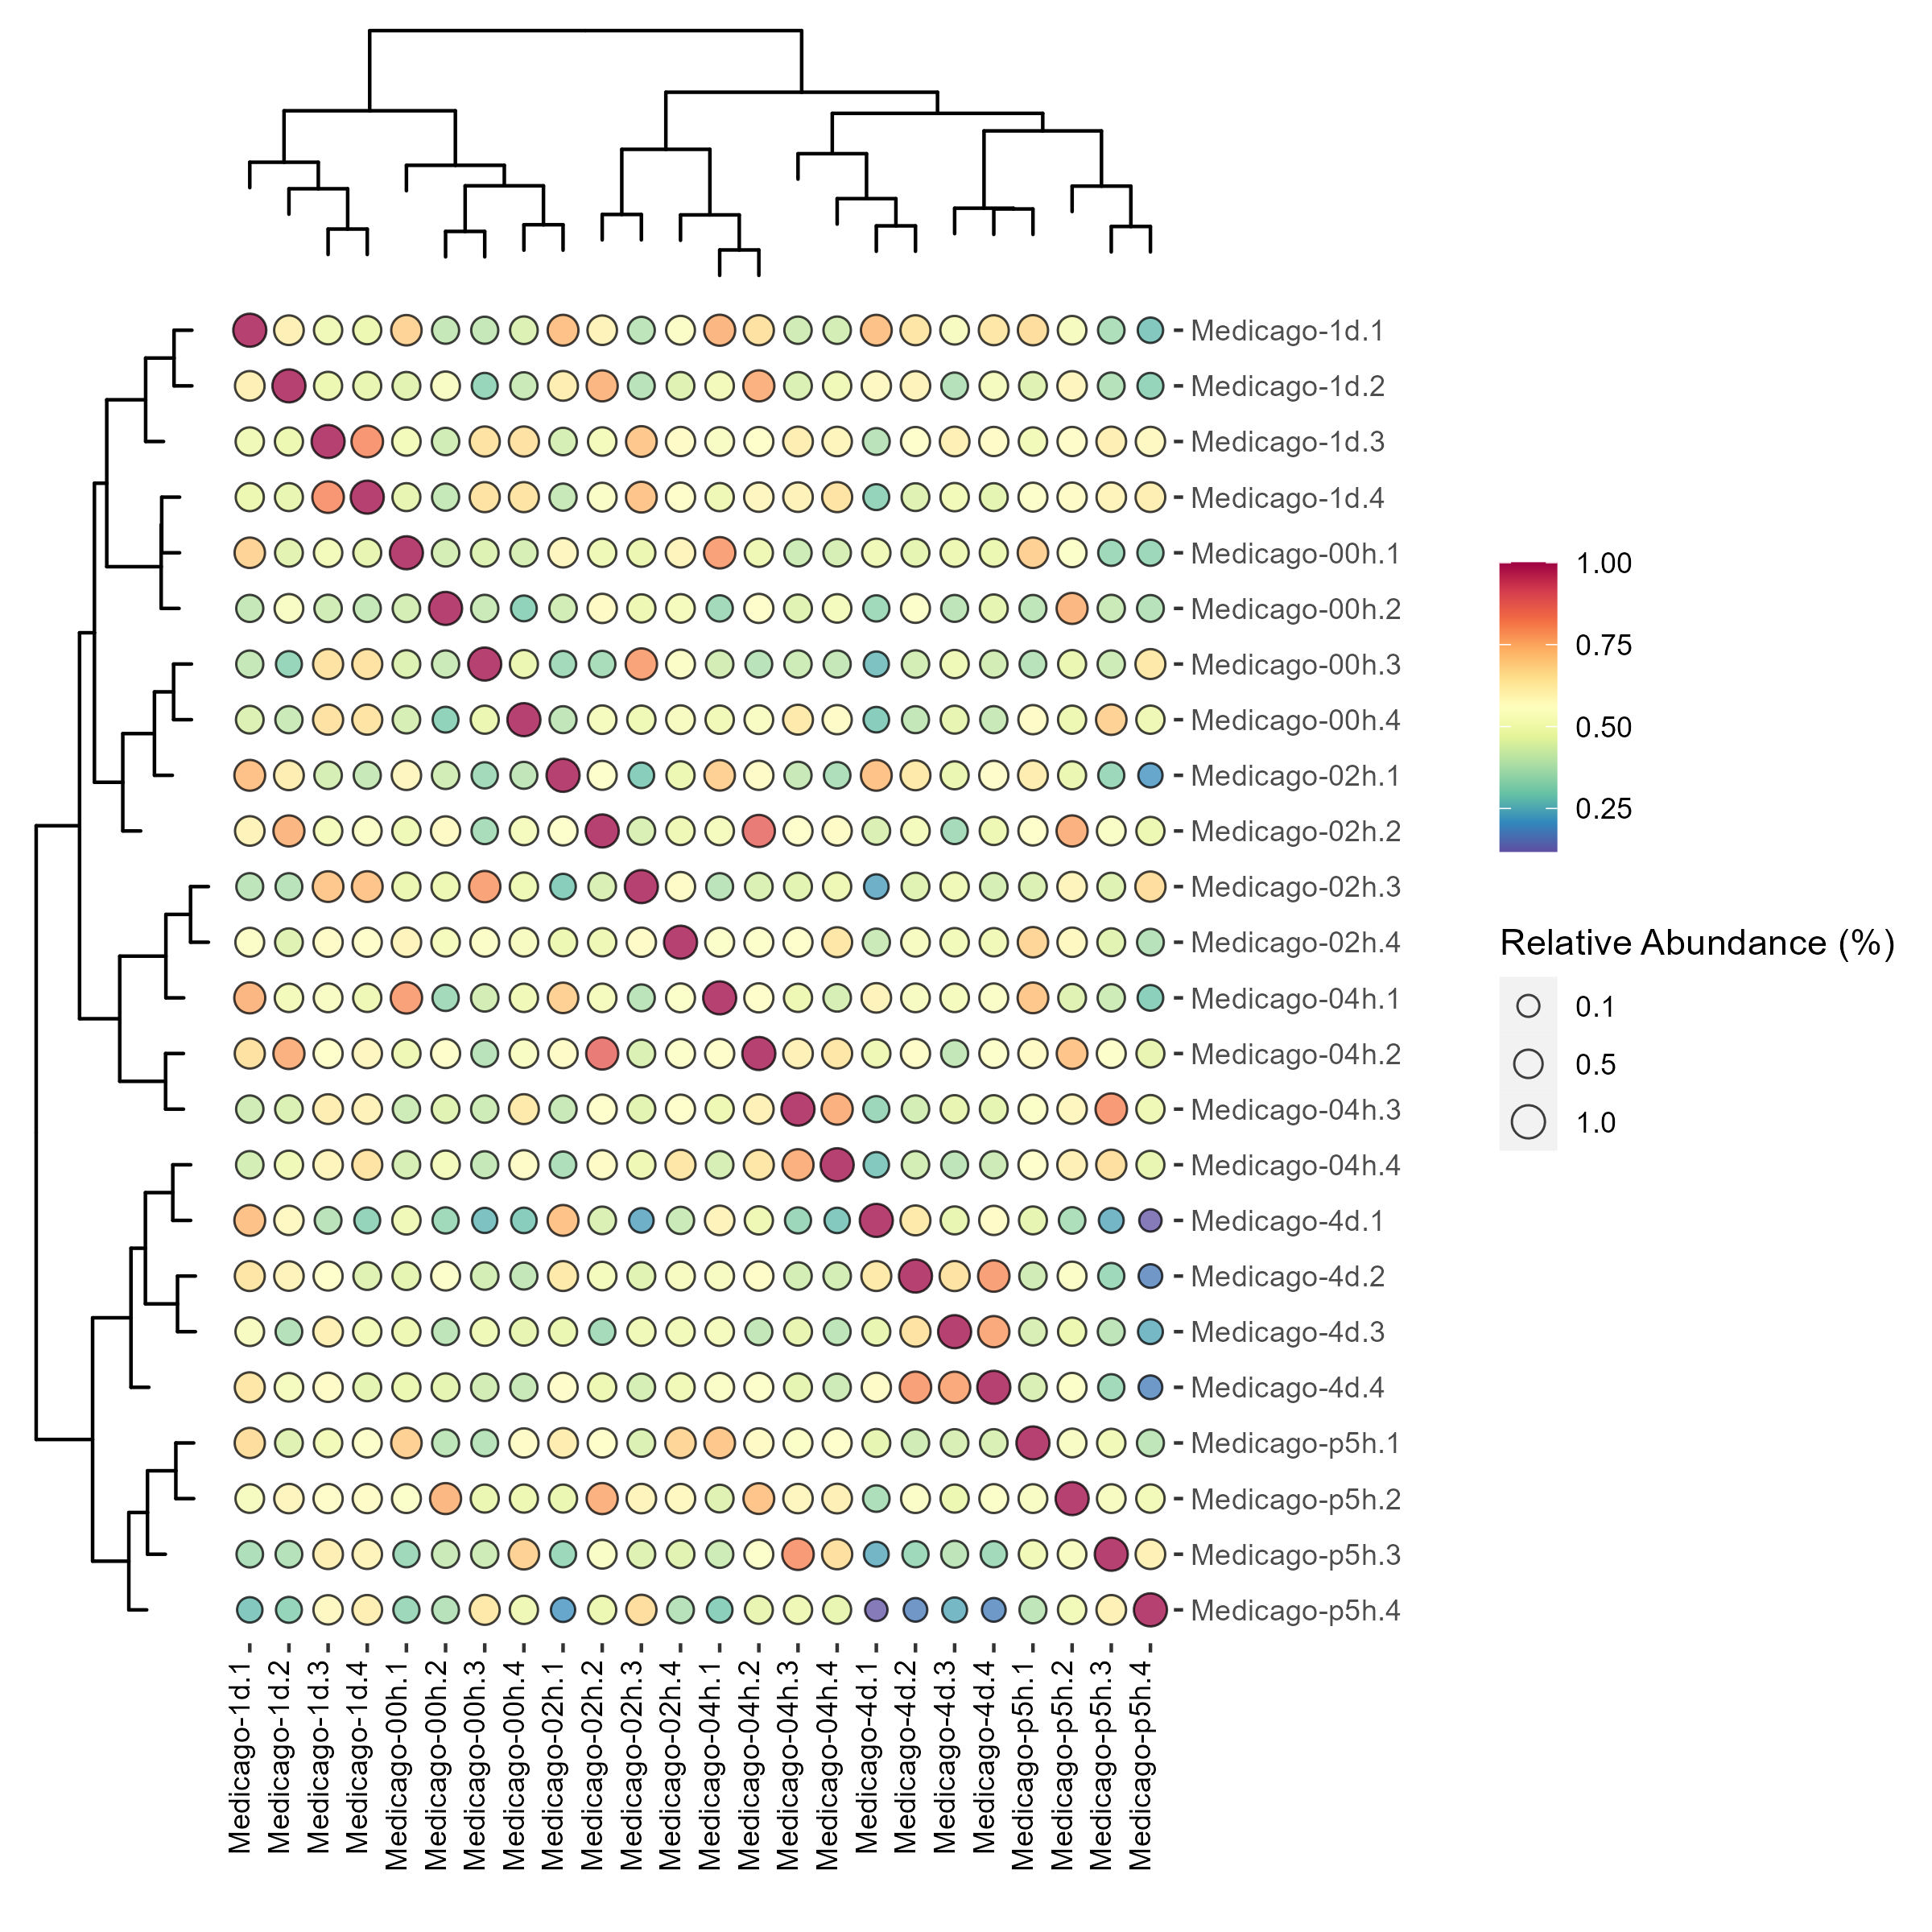 Medicago-1d.1
Medicago-1d.2
Medicago-1d.3
Medicago-1d.4
Medicago-00h.1
Medicago-00h.2
Medicago-00h.3
Medicago-00h.4
Medicago-02h.1
Medicago-02h.2
Medicago-02h.3
Medicago-02h.4
Medicago-04h.1
Medicago-04h.2
Medicago-04h.3
Medicago-04h.4
Medicago-4d.1
Medicago-4d.2
Medicago-4d.3
Medicago-4d.4
Medicago-p5h.1
Medicago-p5h.2
Medicago-p5h.3
Medicago-p5h.4
Medicago-1d.1
Medicago-1d.2
Medicago-1d.3
Medicago-1d.4
Medicago-00h.1
Medicago-00h.2
Medicago-00h.3
Medicago-00h.4
Medicago-02h.1
Medicago-02h.2
Medicago-02h.3
Medicago-02h.4
Medicago-04h.1
Medicago-04h.2
Medicago-04h.3
Medicago-04h.4
Medicago-4d.1
Medicago-4d.2
Medicago-4d.3
Medicago-4d.4
Medicago-p5h.1
Medicago-p5h.2
Medicago-p5h.3
Medicago-p5h.4
1.00
0.75
0.50
0.25
Relative Abundance (%)
0.1
0.5
1.0